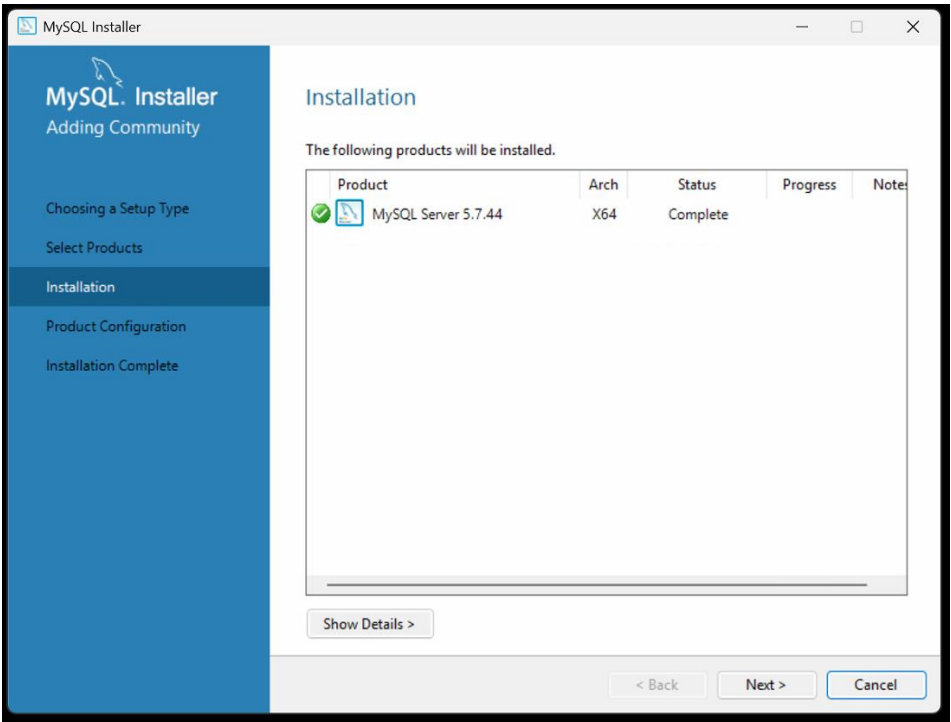 MySQL Installer
MySQL. Installer
Adding Community
Choosing a Setup Type
Select Products
Installation
Product Configuration
Installation Complete
Installation
The following products will be installed.
Product Arch Status Progress Notes
MySQL Server 5.7.44 X64 Complete
Show Details >
< Back Next > Cancel